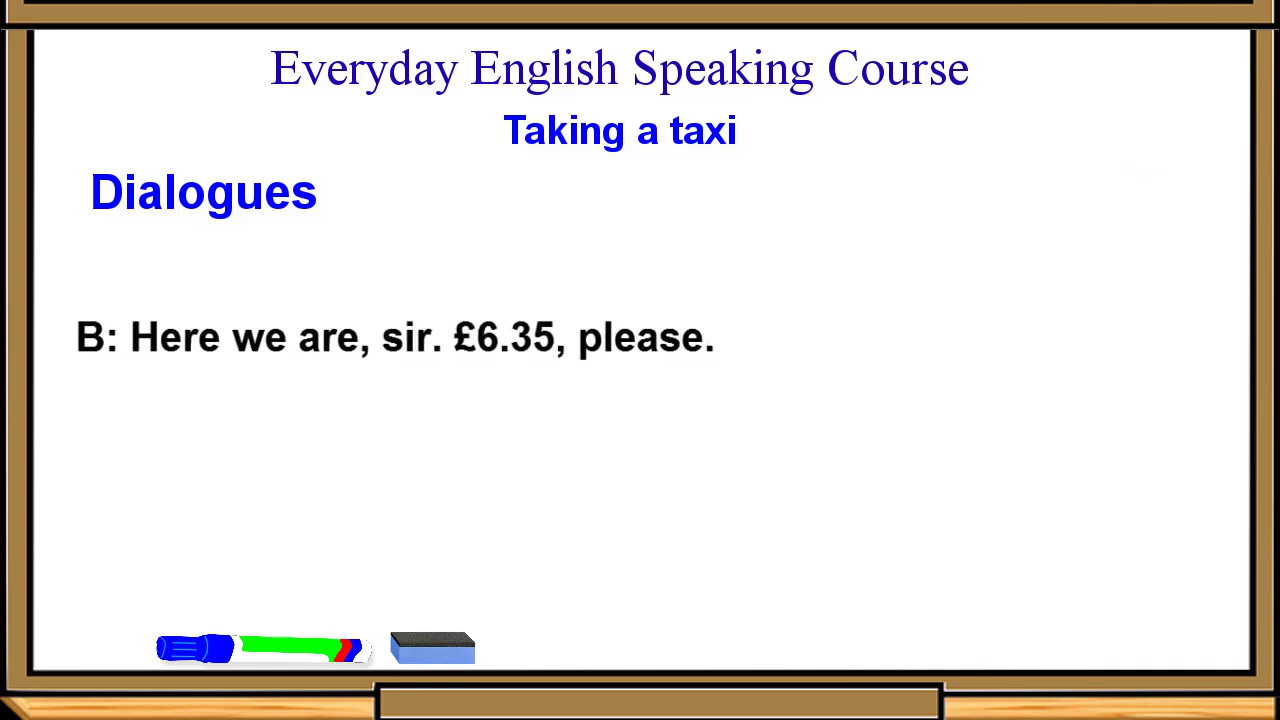 Everyday English Speaking Course
Taking a taxi
Dialogues
B: Here we are, sir. £6.35, please.